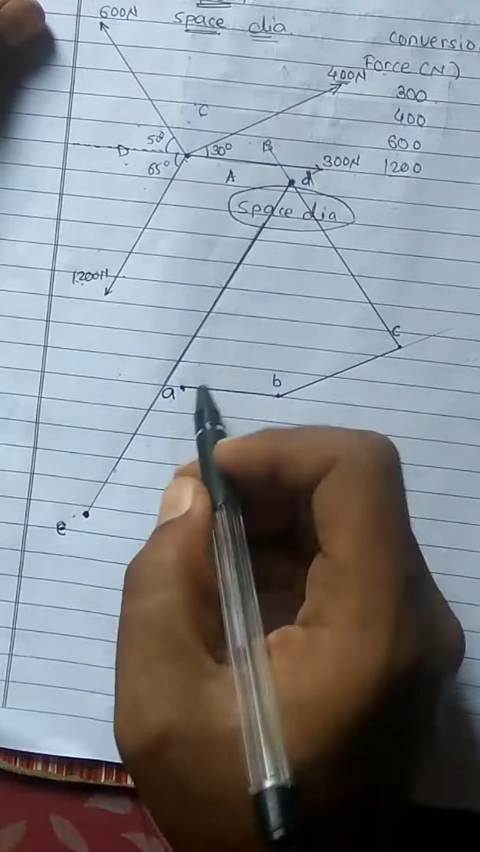 space dia
600N
Conversio
Force (N)
400N
300
400
600
1200
C
50°
D
30°
B
300N
65°
A
d
Space dia
1200N
c
a
b
e